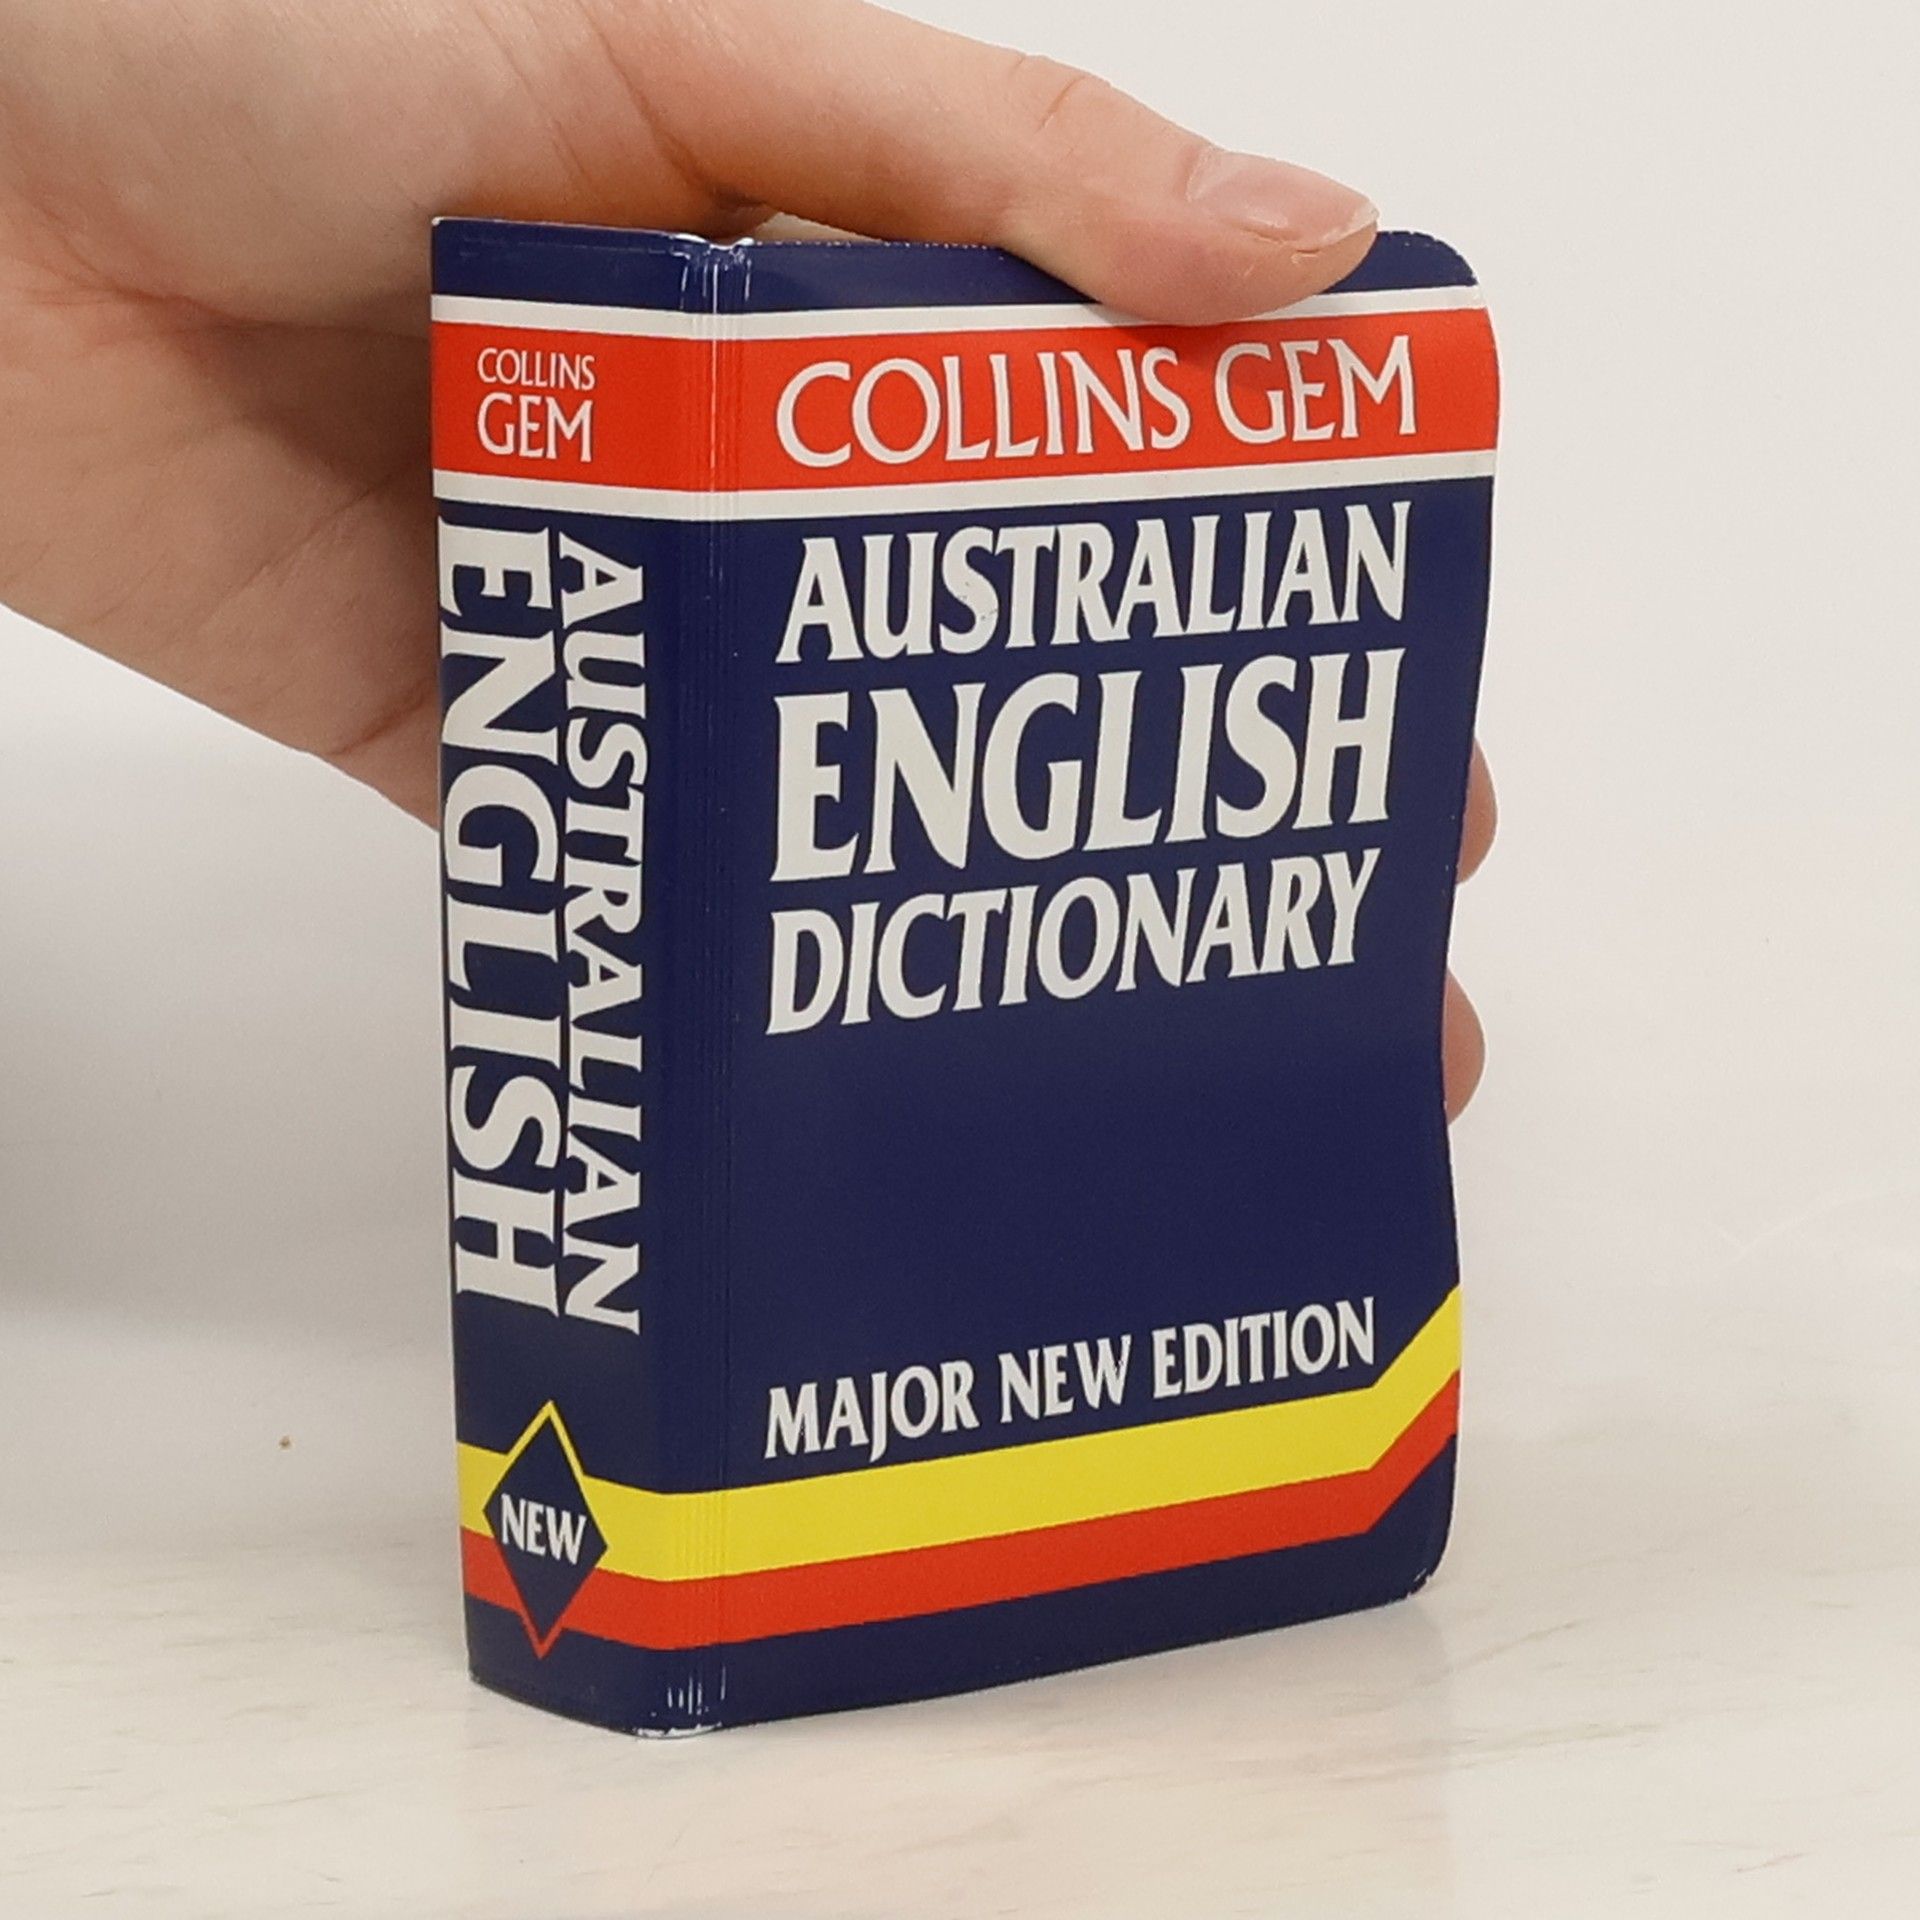 COLLINS
GEM
AUSTRALIAN
ENGLISH
NEW
COLLINS GEM
AUSTRALIAN
ENGLISH
DICTIONARY
MAJOR NEW EDITION